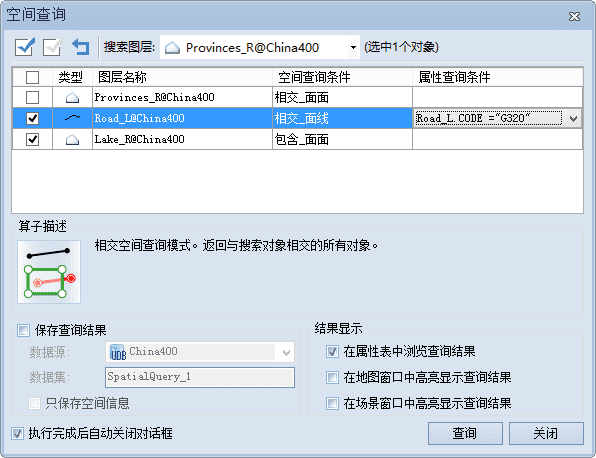 空间查询
搜索图层: Provinces_R@China400 (选中1个对象)
类型 图层名称 空间查询条件 属性查询条件
Provinces_R@China400 相交_面面
Road_L@China400 相交_面线 Road_L.CODE ="G320"
Lake_R@China400 包含_面面
算子描述
相交空间查询模式。返回与搜索对象相交的所有对象。
保存查询结果
数据源: UDB China400
数据集: SpatialQuery_1
只保存空间信息
结果显示
在属性表中浏览查询结果
在地图窗口中高亮显示查询结果
在场景窗口中高亮显示查询结果
执行完成后自动关闭对话框 查询 关闭